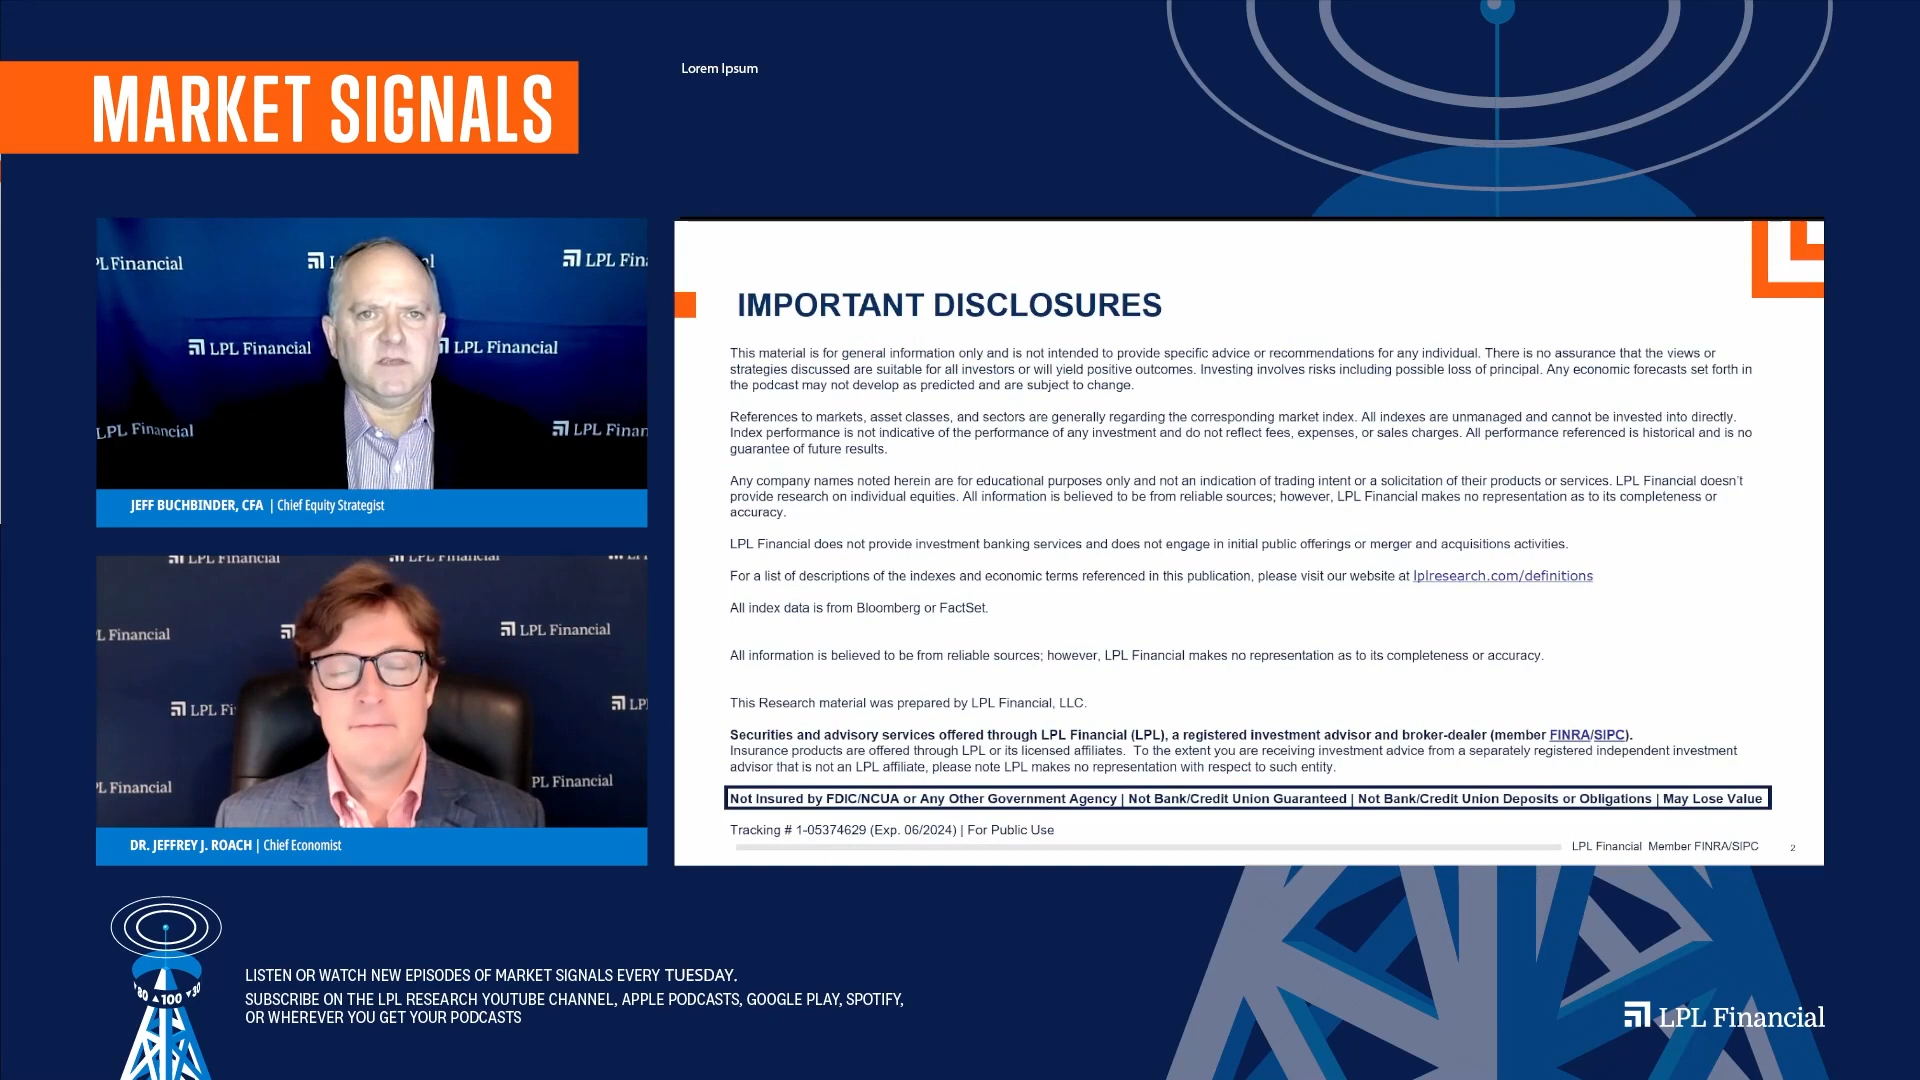 MARKET SIGNALS
Lorem Ipsum
LPL Financial
LPL Fin
LPL Financial
LPL Financial
LPL Financial
LPL Finan
JEFF BUCHBINDER, CFA | Chief Equity Strategist
LPL Financial
LPL Financial
L Financial
LPL Financial
LPL Fi
LP
L Financial
PL Financial
DR. JEFFREY J. ROACH | Chief Economist
IMPORTANT DISCLOSURES
This material is for general information only and is not intended to provide specific advice or recommendations for any individual. There is no assurance that the views or
strategies discussed are suitable for all investors or will yield positive outcomes. Investing involves risks including possible loss of principal. Any economic forecasts set forth in
the podcast may not develop as predicted and are subject to change.
References to markets, asset classes, and sectors are generally regarding the corresponding market index. All indexes are unmanaged and cannot be invested into directly.
Index performance is not indicative of the performance of any investment and do not reflect fees, expenses, or sales charges. All performance referenced is historical and is no
guarantee of future results.
Any company names noted herein are for educational purposes only and not an indication of trading intent or a solicitation of their products or services. LPL Financial doesn't
provide research on individual equities. All information is believed to be from reliable sources; however, LPL Financial makes no representation as to its completeness or
accuracy.
LPL Financial does not provide investment banking services and does not engage in initial public offerings or merger and acquisitions activities.
For a list of descriptions of the indexes and economic terms referenced in this publication, please visit our website at lplresearch.com/definitions
All index data is from Bloomberg or FactSet.
All information is believed to be from reliable sources; however, LPL Financial makes no representation as to its completeness or accuracy.
This Research material was prepared by LPL Financial, LLC.
Securities and advisory services offered through LPL Financial (LPL), a registered investment advisor and broker-dealer (member FINRA/SIPC).
Insurance products are offered through LPL or its licensed affiliates. To the extent you are receiving investment advice from a separately registered independent investment
advisor that is not an LPL affiliate, please note LPL makes no representation with respect to such entity.
Not Insured by FDIC/NCUA or Any Other Government Agency | Not Bank/Credit Union Guaranteed | Not Bank/Credit Union Deposits or Obligations | May Lose Value
Tracking # 1-05374629 (Exp. 06/2024) | For Public Use
LPL Financial Member FINRA/SIPC 2
80 ▲ 100 30
LISTEN OR WATCH NEW EPISODES OF MARKET SIGNALS EVERY TUESDAY.
SUBSCRIBE ON THE LPL RESEARCH YOUTUBE CHANNEL, APPLE PODCASTS, GOOGLE PLAY, SPOTIFY,
OR WHEREVER YOU GET YOUR PODCASTS
LPL Financial